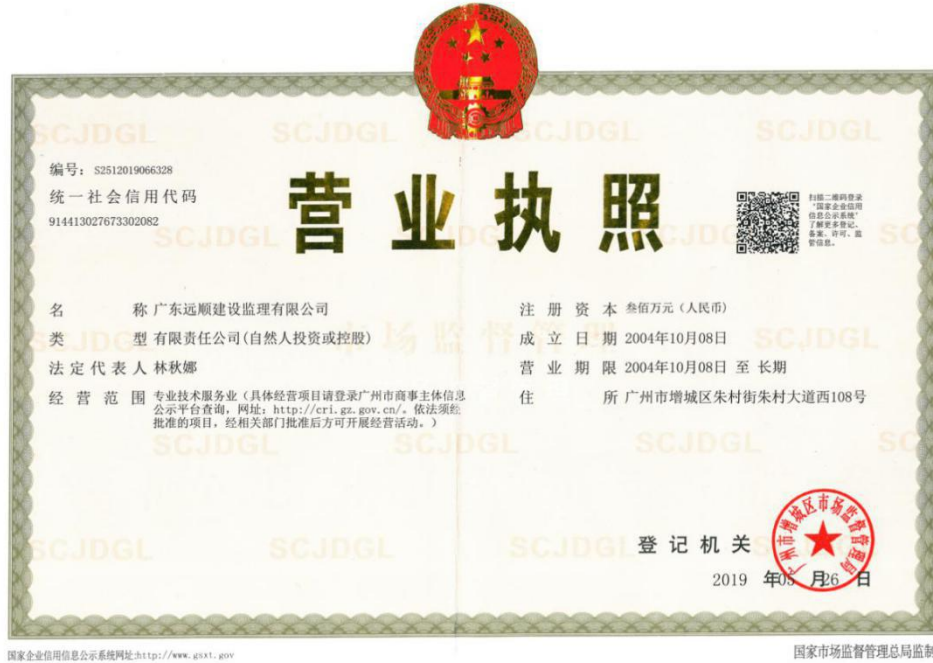 编号： S2512019066328
统一社会信用代码
914413027673302082
营业执照
扫描二维码登录
“国家企业信用
信息公示系统”
了解更多登记、
备案、许可、监
管信息。
名称 广东远顺建设监理有限公司
类型 有限责任公司(自然人投资或控股)
法定代表人 林秋娜
经营范围 专业技术服务业（具体经营项目请登录广州市商事主体信息
公示平台查询，网址：http://cri.gz.gov.cn/。依法须经
批准的项目，经相关部门批准后方可开展经营活动。）
注册资本 叁佰万元（人民币）
成立日期 2004年10月08日
营业期限 2004年10月08日 至 长期
住所 广州市增城区朱村街朱村大道西108号
登记机关
广州市增城区市场监督管理局
2019 年05 月26 日
国家企业信用信息公示系统网址:http://www.gsxt.gov
国家市场监督管理总局监制
SCJDGL
市场监督管理